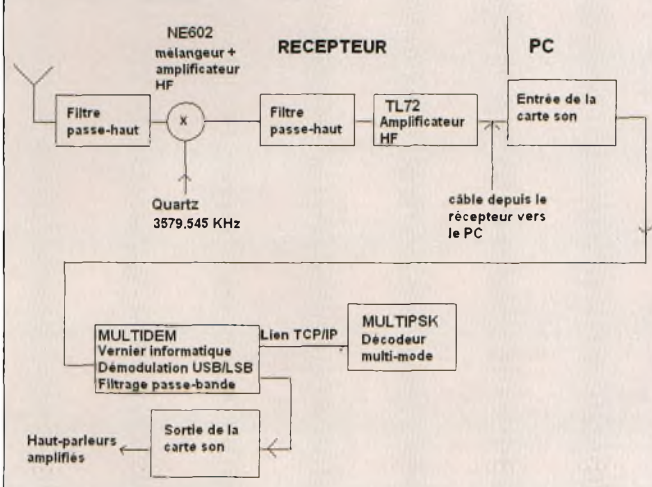 NE602
mélangeur +
amplificateur
HF
RECEPTEUR
PC
Filtre
passe-haut
X
Filtre
passe-haut
TL72
Amplificateur
HF
Entrée de la
carte son
Quartz
3579.545 KHz
câble depuis le
récepteur vers
le PC
MULTIDEM
Vernier informatique
Démodulation USB/LSB
Filtrage passe-bande
Lien TCP/IP
MULTIPSK
Décodeur
multi-mode
Sortie de la
carte son
Haut-parleurs
amplifiés